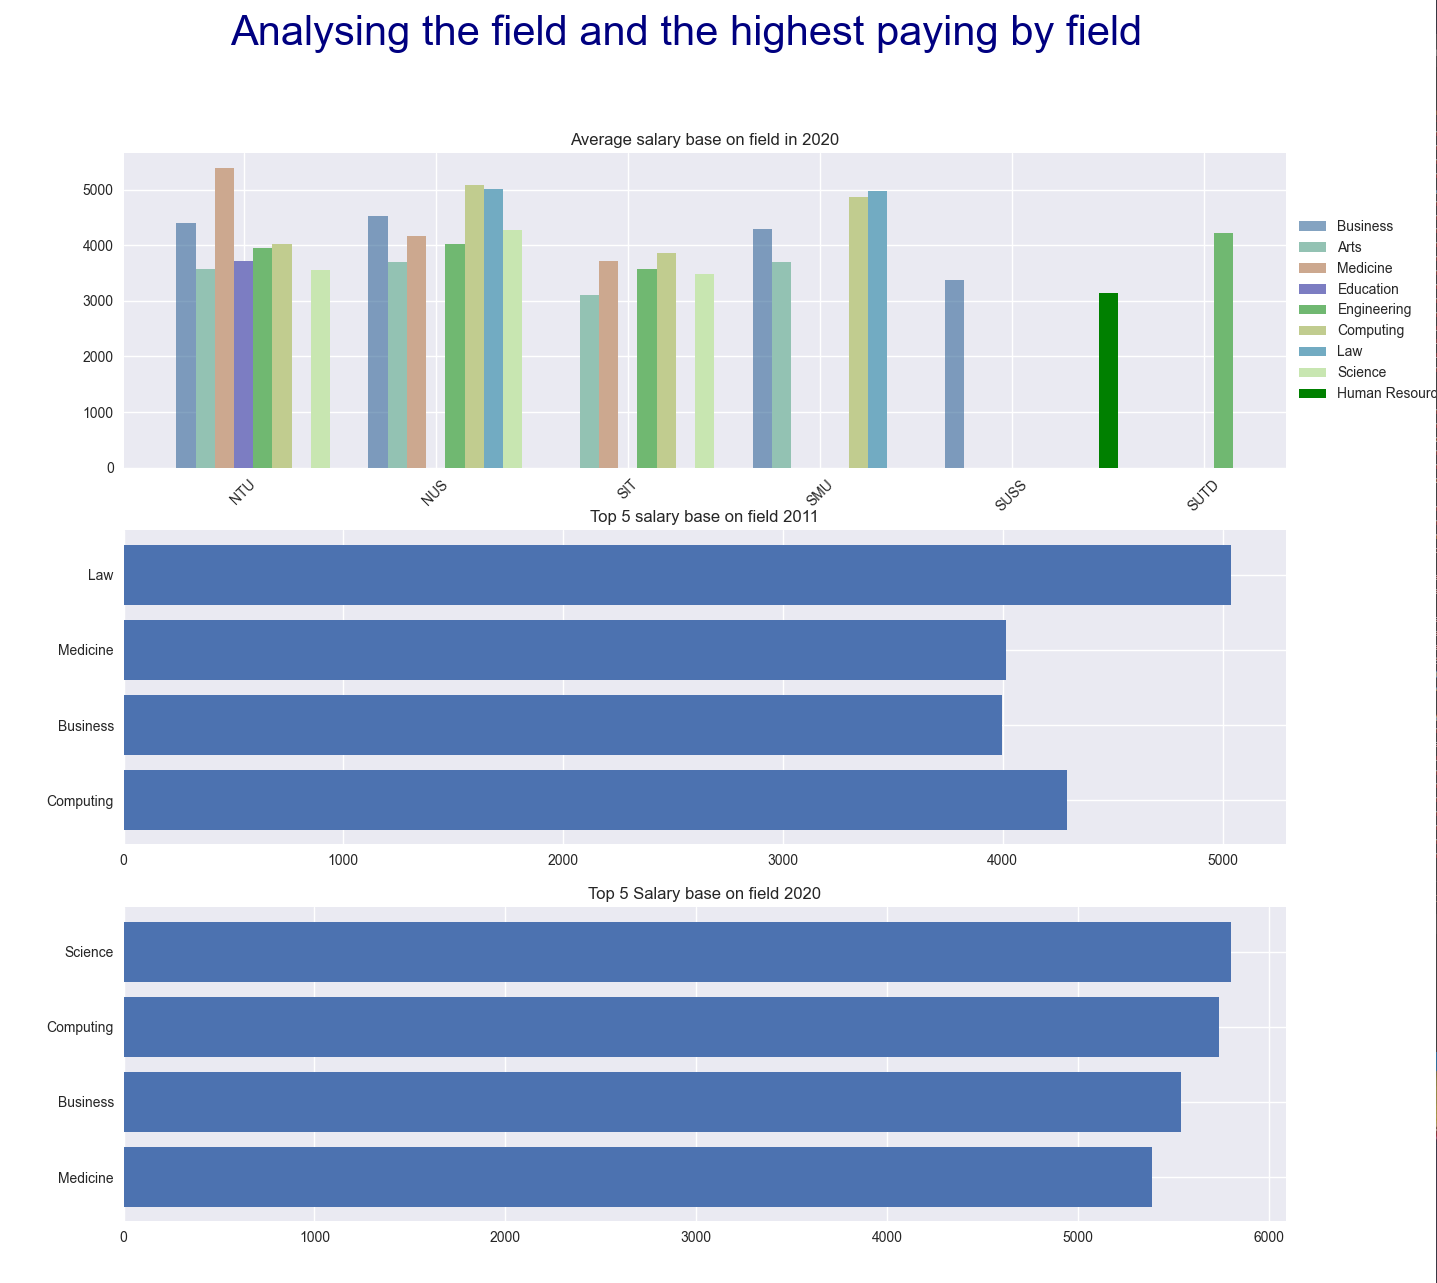 Analysing the field and the highest paying by field
Average salary base on field in 2020
5000
4000
3000
2000
1000
0
NTU
NUS
SIT
SMU
SUSS
SUTD
Business
Arts
Medicine
Education
Engineering
Computing
Law
Science
Human Resourc
Top 5 salary base on field 2011
Law
Medicine
Business
Computing
0 1000 2000 3000 4000 5000
Top 5 Salary base on field 2020
Science
Computing
Business
Medicine
0 1000 2000 3000 4000 5000 6000